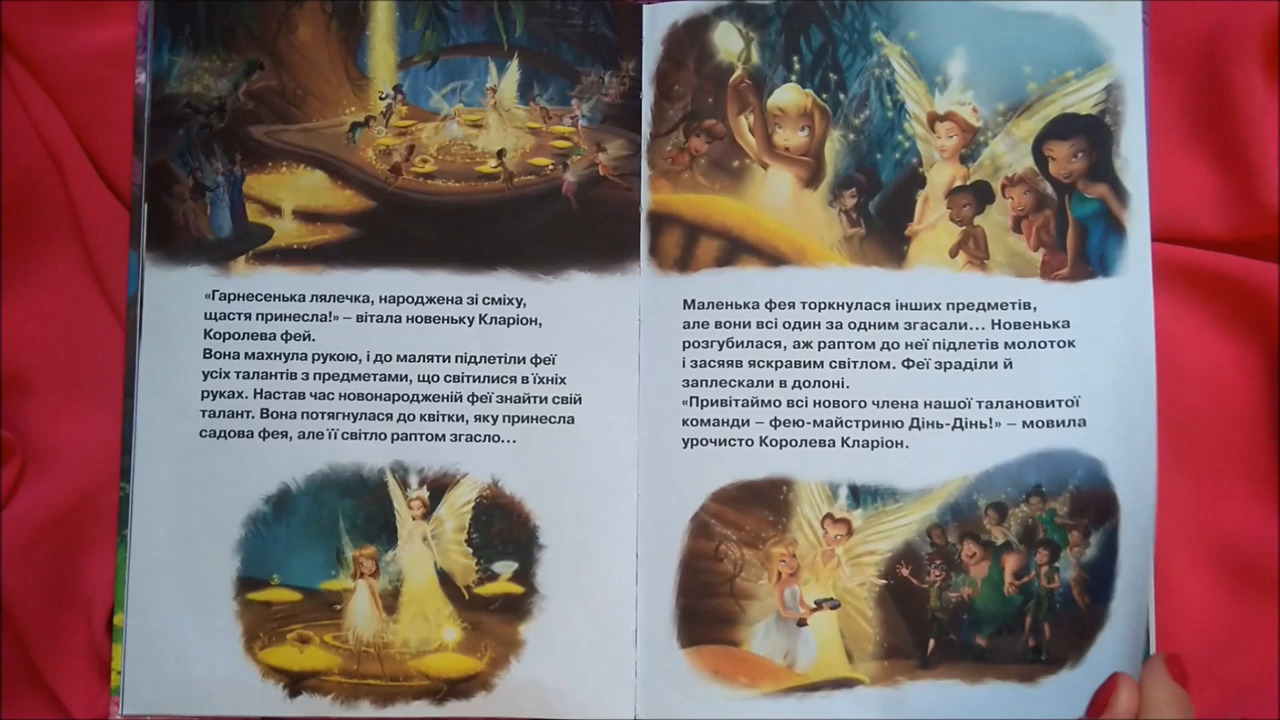 «Гарнесенька лялечка, народжена зі сміху,
щастя принесла!» – вітала новеньку Кларіон,
Королева фей.
Вона махнула рукою, і до маляти підлетіли феї
усіх талантів з предметами, що світилися в їхніх
руках. Настав час новонародженій феї знайти свій
талант. Вона потягнулася до квітки, яку принесла
садова фея, але її світло раптом згасло…
Маленька фея торкнулася інших предметів,
але вони всі один за одним згасали… Новенька
розгубилася, аж раптом до неї підлетів молоток
і засяяв яскравим світлом. Феї зраділи й
заплескали в долоні.
«Привітаймо всі нового члена нашої талановитої
команди – фею-майстриню Дінь-Дінь!» – мовила
урочисто Королева Кларіон.